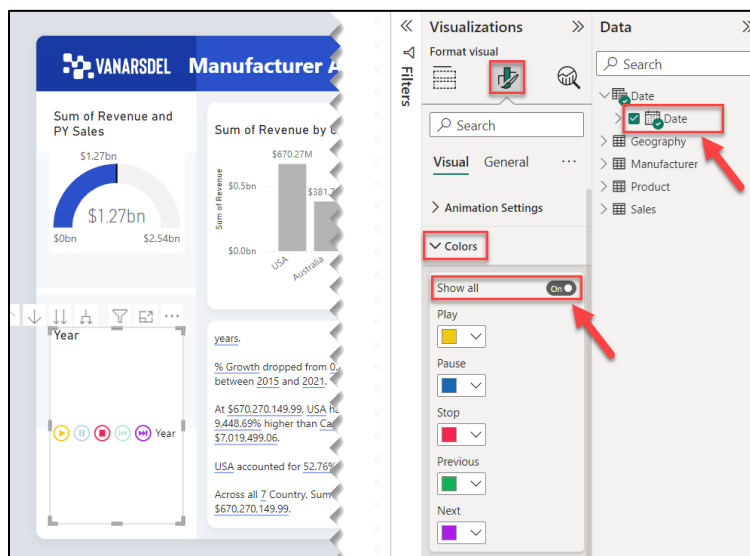 VANARSDEL
Manufacturer A
Sum of Revenue and
PY Sales
$1.27bn
$1.27bn
$0bn
$2.54bn
Sum of Revenue by
$670.27M
$381.7
Sum of Revenue
$0.5bn
$0.0bn
USA
Australia
Year
Year
years.
% Growth dropped from 0.
between 2015 and 2021.
At $670,270,149.99, USA
9,448.69% higher than Ca
$7,019,499.06.
USA accounted for 52.76%
Across all 7 Country, Sum
$670,270,149.99.
Filters
Visualizations
Format visual
Search
Visual
General
Animation Settings
Colors
Show all
On
Play
Pause
Stop
Previous
Next
Data
Search
Date
Date
Geography
Manufacturer
Product
Sales